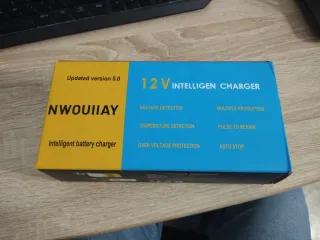 Updated version 5.0
12V INTELLIGEN CHARGER
NWOUIIAY
VOLTAGE DETECTION
MULTIPLE PROTECTION
TEMPERATURE DETECTION
PULSE TO REPAIR
Intelligent battery charger
OVER VOLTAGE PROTECTION
AUTO STOP